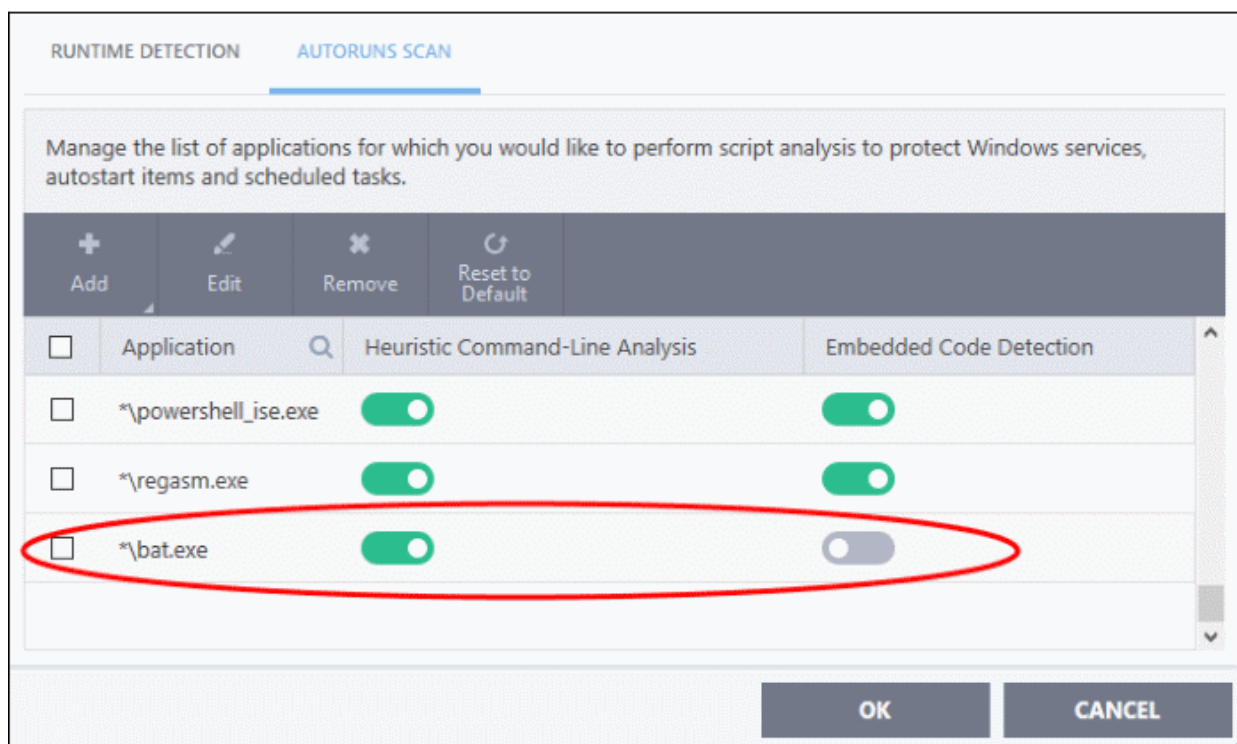 RUNTIME DETECTION AUTORUNS SCAN
Manage the list of applications for which you would like to perform script analysis to protect Windows services,
autostart items and scheduled tasks.
Add Edit Remove Reset to
Default
Application Heuristic Command-Line Analysis Embedded Code Detection
*\powershell_ise.exe
*\regasm.exe
*\bat.exe
OK CANCEL